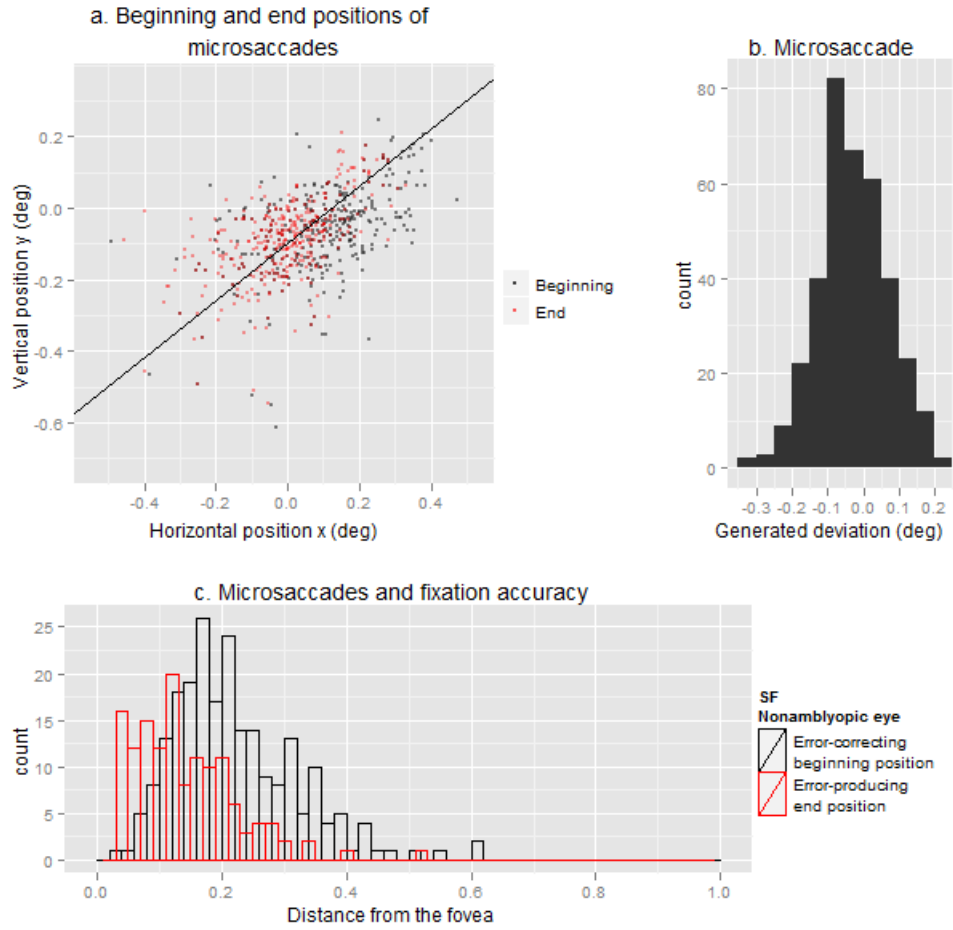 a. Beginning and end positions of
microsaccades
0.2
0.0
-0.2
-0.4
-0.6
Vertical position y (deg)
-0.4
-0.2
0.0
0.2
0.4
Horizontal position x (deg)
Beginning
End
b. Microsaccade
80
60
40
20
0
count
-0.3
-0.2
-0.1
0.0
0.1
0.2
Generated deviation (deg)
c. Microsaccades and fixation accuracy
25
20
15
10
5
0
count
0.0
0.2
0.4
0.6
0.8
1.0
Distance from the fovea
SF
Nonamblyopic eye
Error-correcting
beginning position
Error-producing
end position